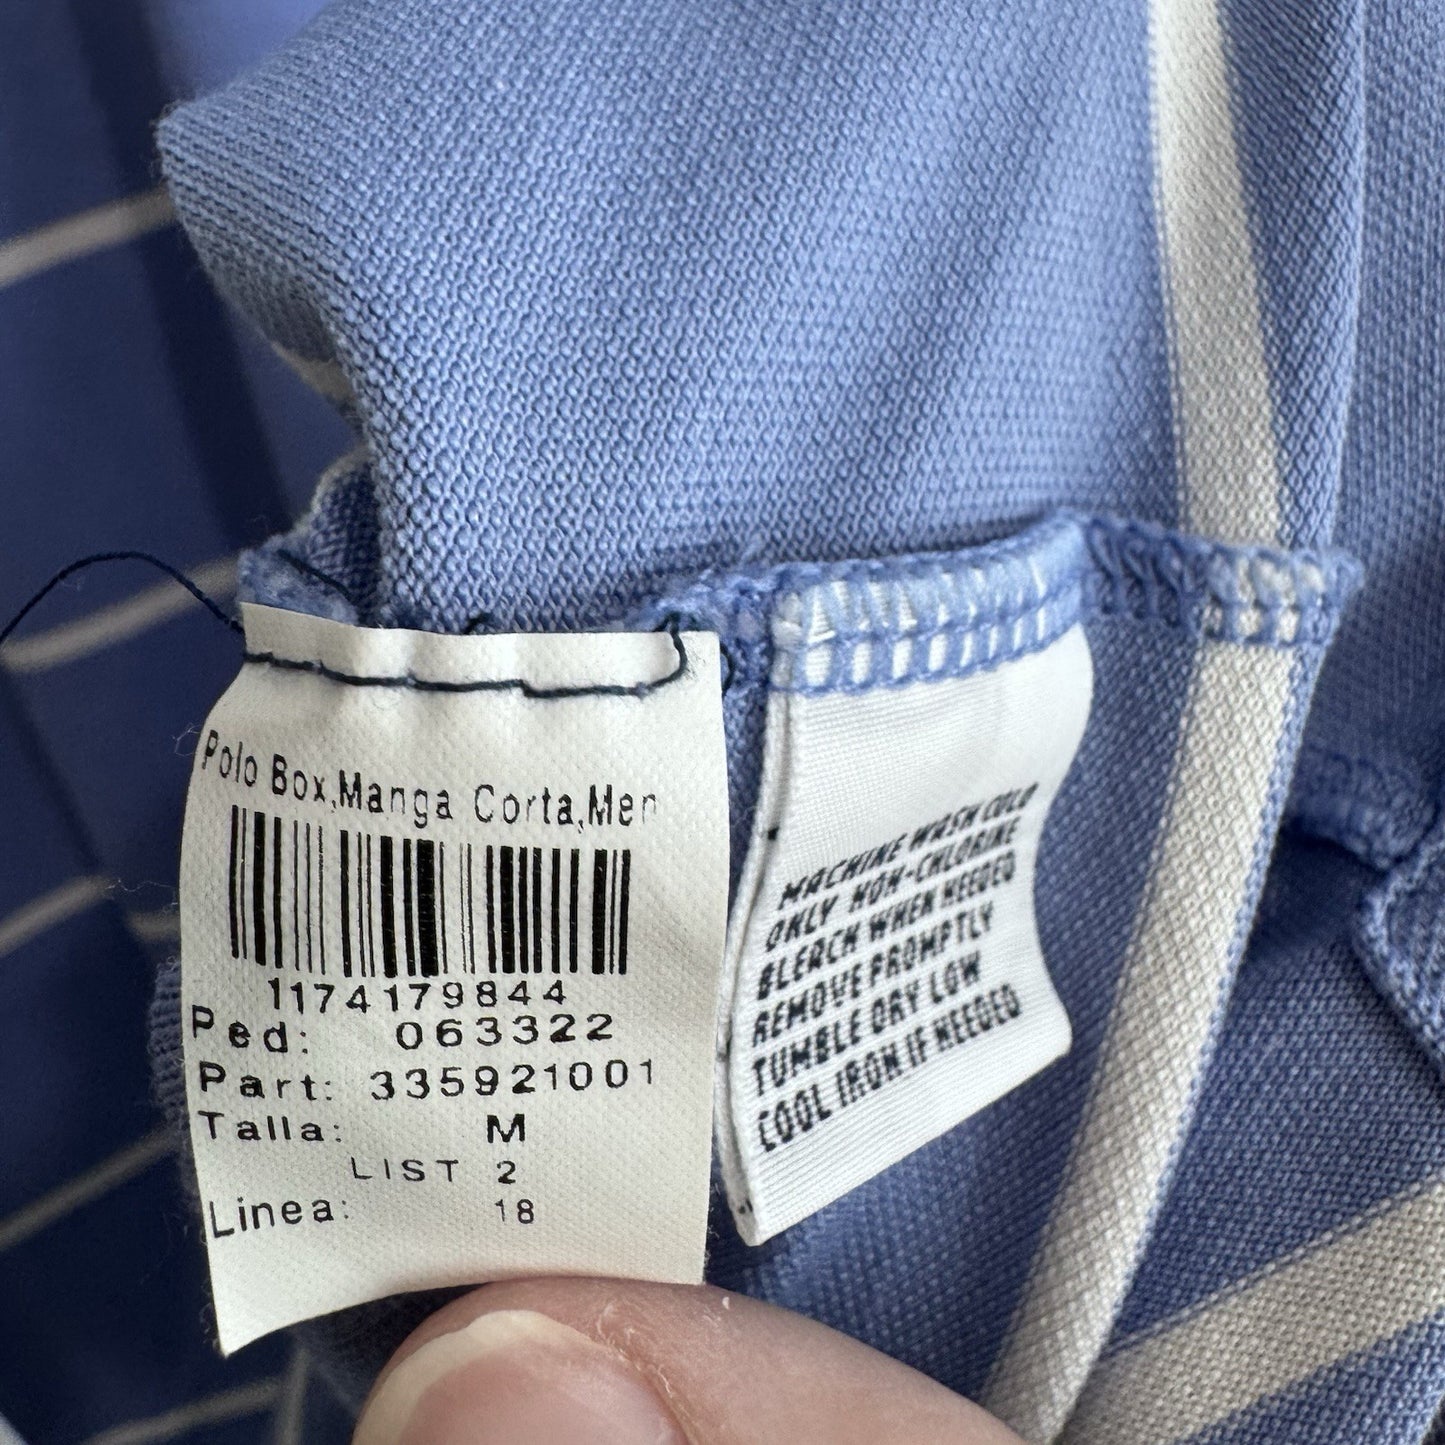 Polo Box,Manga Corta,Men
1174179844
Ped: 063322
Part: 335921001
Talla: M
LIST 2
Linea: 18
MACHINE WASH COLD
ONLY NON-CHLORINE
BLEACH WHEN NEEDED
REMOVE PROMPTLY
TUMBLE DRY LOW
COOL IRON IF NEEDED